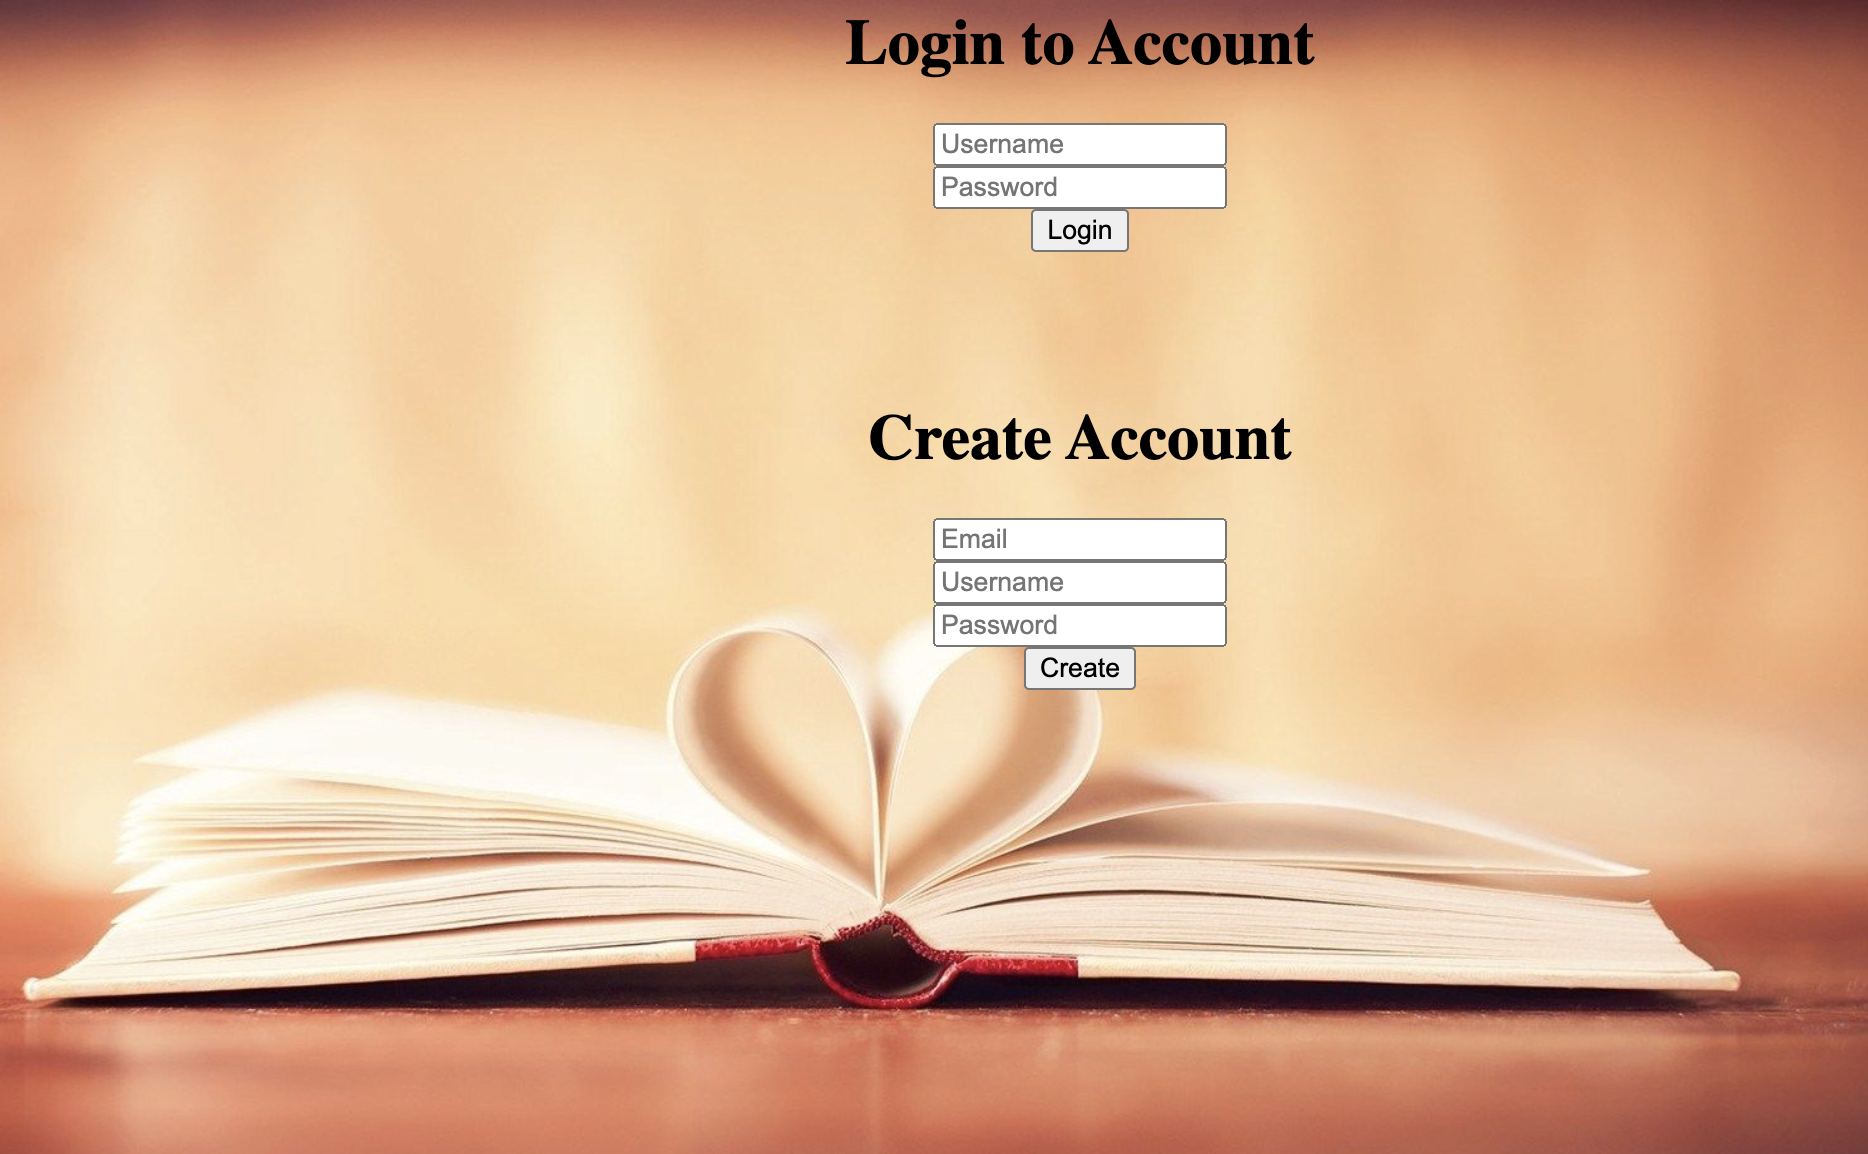 Login to Account
Username
Password
Login
Create Account
Email
Username
Password
Create